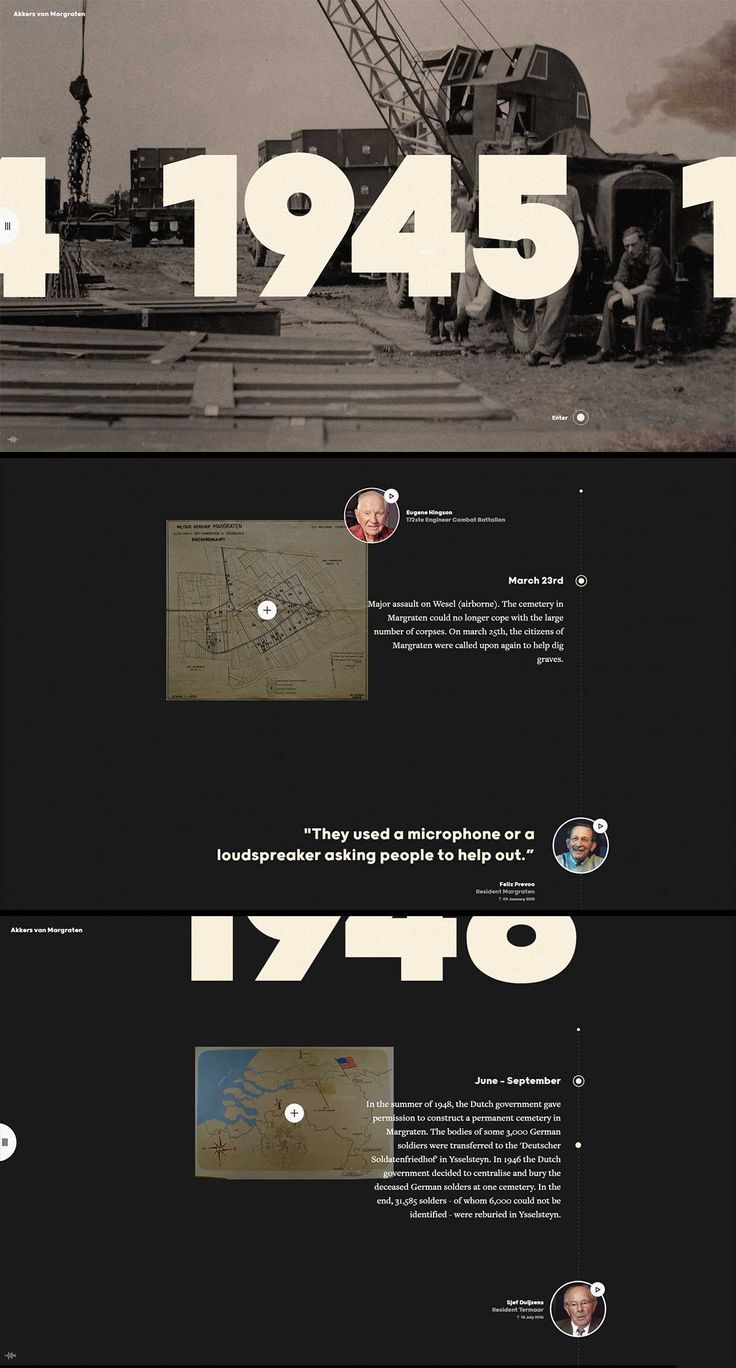 Akkers van Margraten
4 1945 1
Enter
Eugene Hingson
172ste Engineer Combat Battalion
MILITAIR KERKHOF MARGRATEN
EIGENARENKAART
March 23rd
Major assault on Wesel (airborne). The cemetery in
Margraten could no longer cope with the large
number of corpses. On march 25th, the citizens of
Margraten were called upon again to help dig
graves.
"They used a microphone or a
loudspreaker asking people to help out.”
Felix Prevoo
Resident Margraten
Akkers van Margraten
June - September
In the summer of 1948, the Dutch government gave
permission to construct a permanent cemetery in
Margraten. The bodies of some 3,000 German
soldiers were transferred to the 'Deutscher
Soldatenfriedhof' in Ysselsteyn. In 1946 the Dutch
government decided to centralise and bury the
deceased German solders at one cemetery. In the
end, 31,585 solders - of whom 6,000 could not be
identified - were reburied in Ysselsteyn.
Sjef Duijzens
Resident Termaar
† 18 July 2016